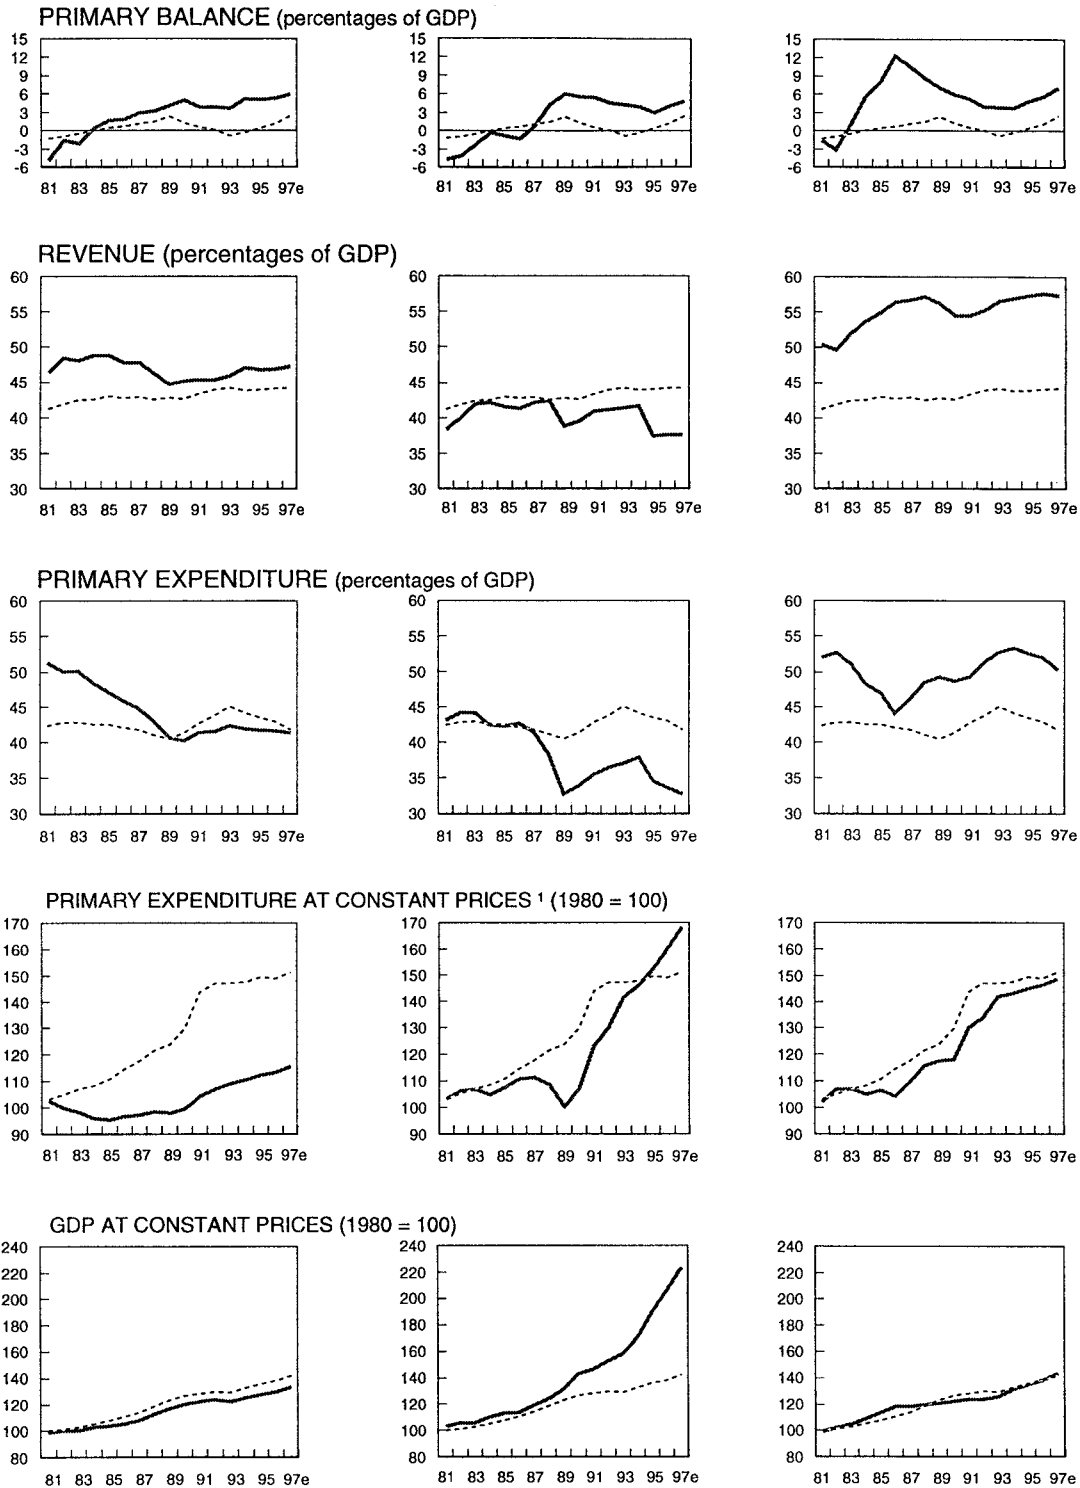 PRIMARY BALANCE (percentages of GDP)
15 15 15
12 12 12
9 9 9
6 6 6
3 3 3
0 0 0
-3 -3 -3
-6 -6 -6
81 83 85 87 89 91 93 95 97e 81 83 85 87 89 91 93 95 97e 81 83 85 87 89 91 93 95 97e
REVENUE (percentages of GDP)
60 60 60
55 55 55
50 50 50
45 45 45
40 40 40
35 35 35
30 30 30
81 83 85 87 89 91 93 95 97e 81 83 85 87 89 91 93 95 97e 81 83 85 87 89 91 93 95 97e
PRIMARY EXPENDITURE (percentages of GDP)
60 60 60
55 55 55
50 50 50
45 45 45
40 40 40
35 35 35
30 30 30
81 83 85 87 89 91 93 95 97e 81 83 85 87 89 91 93 95 97e 81 83 85 87 89 91 93 95 97e
PRIMARY EXPENDITURE AT CONSTANT PRICES ¹ (1980 = 100)
170 170 170
160 160 160
150 150 150
140 140 140
130 130 130
120 120 120
110 110 110
100 100 100
90 90 90
81 83 85 87 89 91 93 95 97e 81 83 85 87 89 91 93 95 97e 81 83 85 87 89 91 93 95 97e
GDP AT CONSTANT PRICES (1980 = 100)
240 240 240
220 220 220
200 200 200
180 180 180
160 160 160
140 140 140
120 120 120
100 100 100
80 80 80
81 83 85 87 89 91 93 95 97e 81 83 85 87 89 91 93 95 97e 81 83 85 87 89 91 93 95 97e